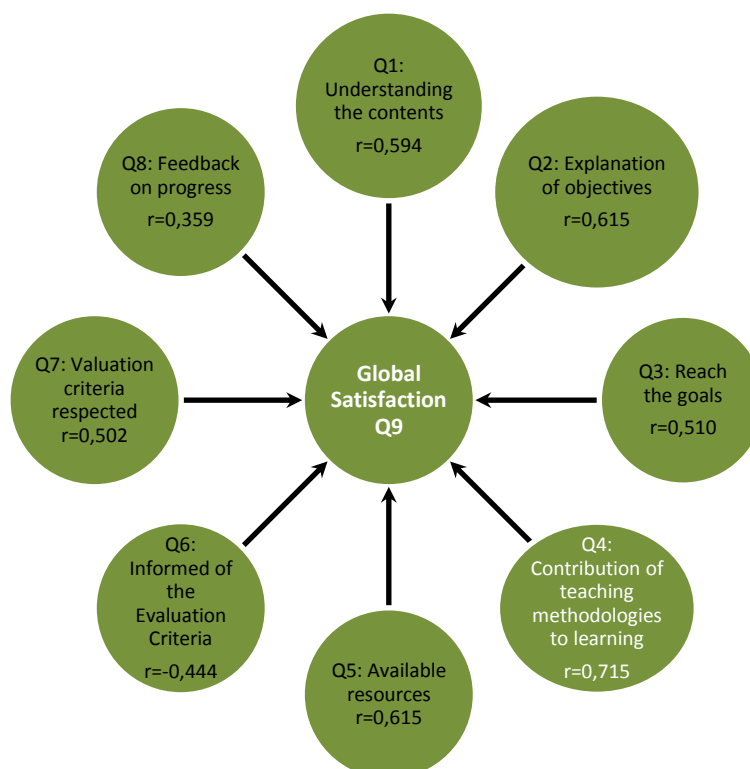 Q1:
Understanding
the contents
r=0,594
Q2: Explanation
of objectives
r=0,615
Q3: Reach
the goals
r=0,510
Q4:
Contribution of
teaching
methodologies
to learning
r=0,715
Q5: Available
resources
r=0,615
Q6:
Informed of
the
Evaluation
Criteria
r=-0,444
Q7: Valuation
criteria
respected
r=0,502
Q8: Feedback
on progress
r=0,359
Global
Satisfaction
Q9